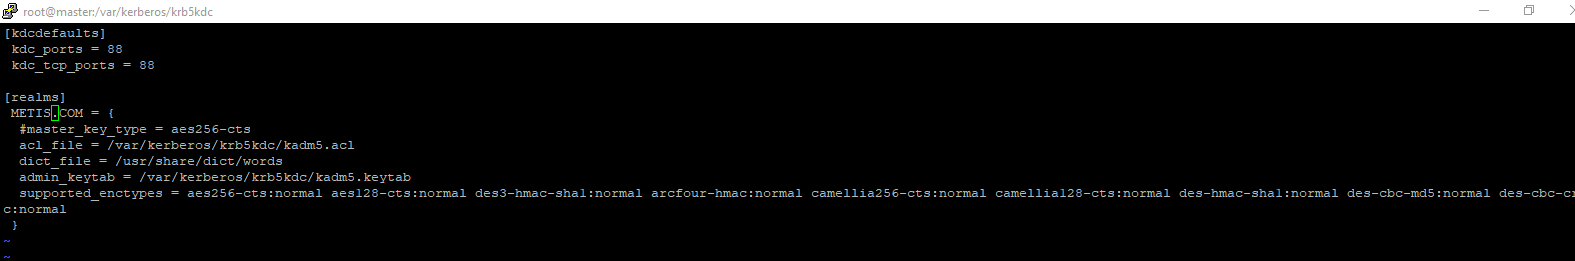 root@master:/var/kerberos/krb5kdc
[kdcdefaults]
 kdc_ports = 88
 kdc_tcp_ports = 88

[realms]
 METIS.COM = {
  #master_key_type = aes256-cts
  acl_file = /var/kerberos/krb5kdc/kadm5.acl
  dict_file = /usr/share/dict/words
  admin_keytab = /var/kerberos/krb5kdc/kadm5.keytab
  supported_enctypes = aes256-cts:normal aes128-cts:normal des3-hmac-sha1:normal arcfour-hmac:normal camellia256-cts:normal camellia128-cts:normal des-hmac-sha1:normal des-cbc-md5:normal des-cbc-cr
c:normal
 }
~
~